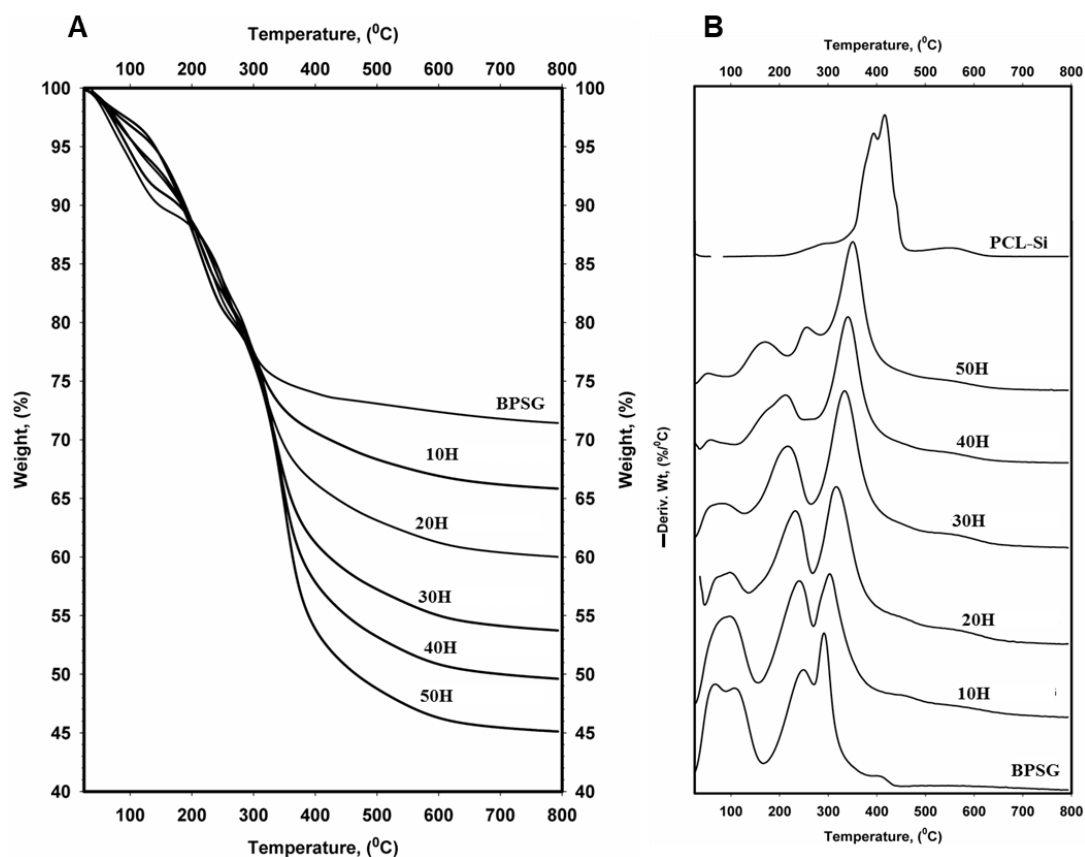 A
Temperature, (⁰C)
100 200 300 400 500 600 700 800
100 100
95 95
90 90
85 85
80 80
75 75
70 70
65 65
60 60
55 55
50 50
45 45
40 40
Weight, (%)
Weight, (%)
BPSG
10H
20H
30H
40H
50H
100 200 300 400 500 600 700 800
Temperature, (⁰C)
B
Temperature, (⁰C)
100 200 300 400 500 600 700 800
Deriv. Wt, (%/⁰C)
PCL-Si
50H
40H
30H
20H
10H
BPSG
100 200 300 400 500 600 700 800
Temperature, (⁰C)